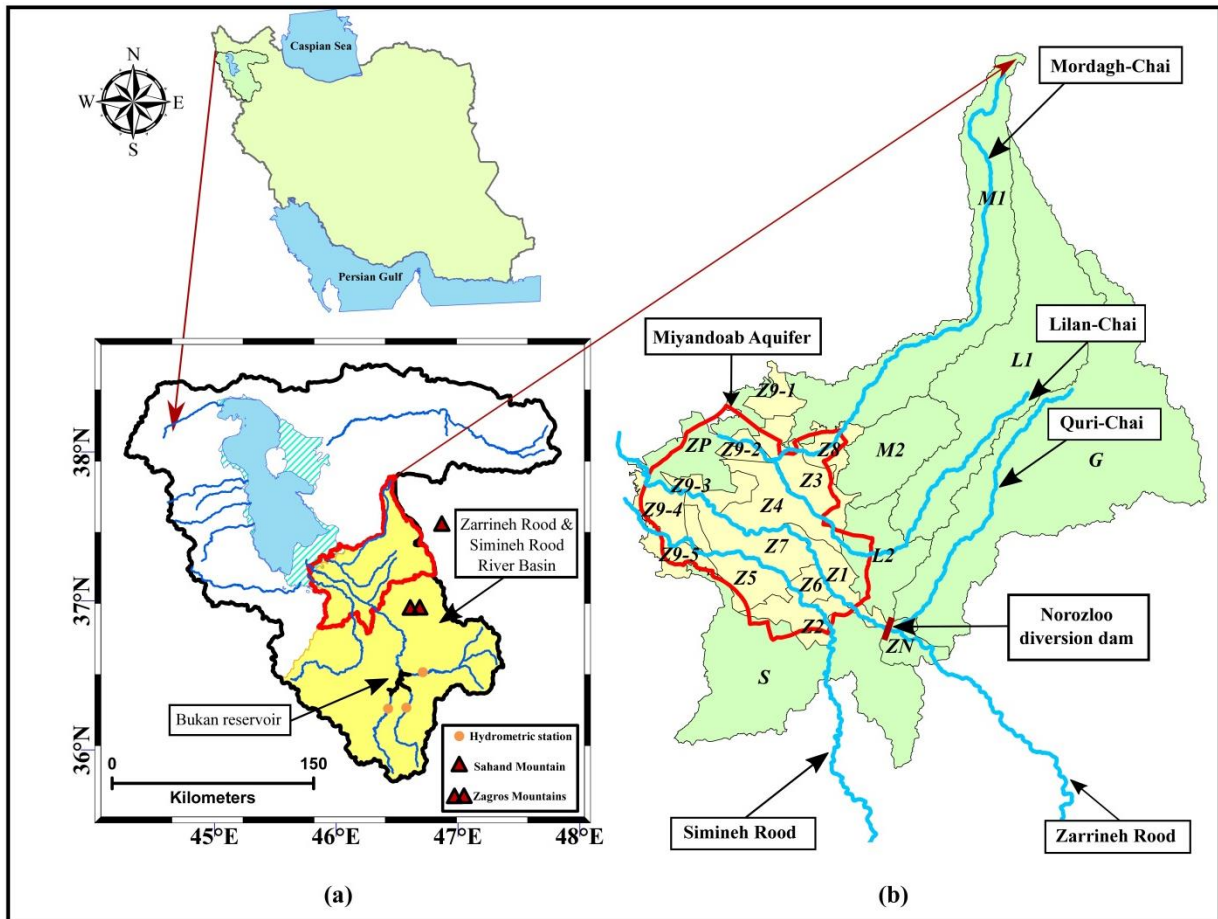 Caspian Sea
N
W
E
S
Persian Gulf
38°N
37°N
36°N
45°E
46°E
47°E
48°E
Zarrineh Rood &
Simineh Rood
River Basin
Bukan reservoir
0
150
Kilometers
Hydrometric station
Sahand Mountain
Zagros Mountains
(a)
Mordagh-Chai
M1
Miyandoab Aquifer
Lilan-Chai
L1
Quri-Chai
G
Z9-1
ZP
Z9-2
Z8
M2
Z3
Z9-3
Z9-4
Z4
Z9-5
Z7
L2
Z5
Z6
Z1
Z2
ZN
Norozloo
diversion dam
S
Simineh Rood
Zarrineh Rood
(b)